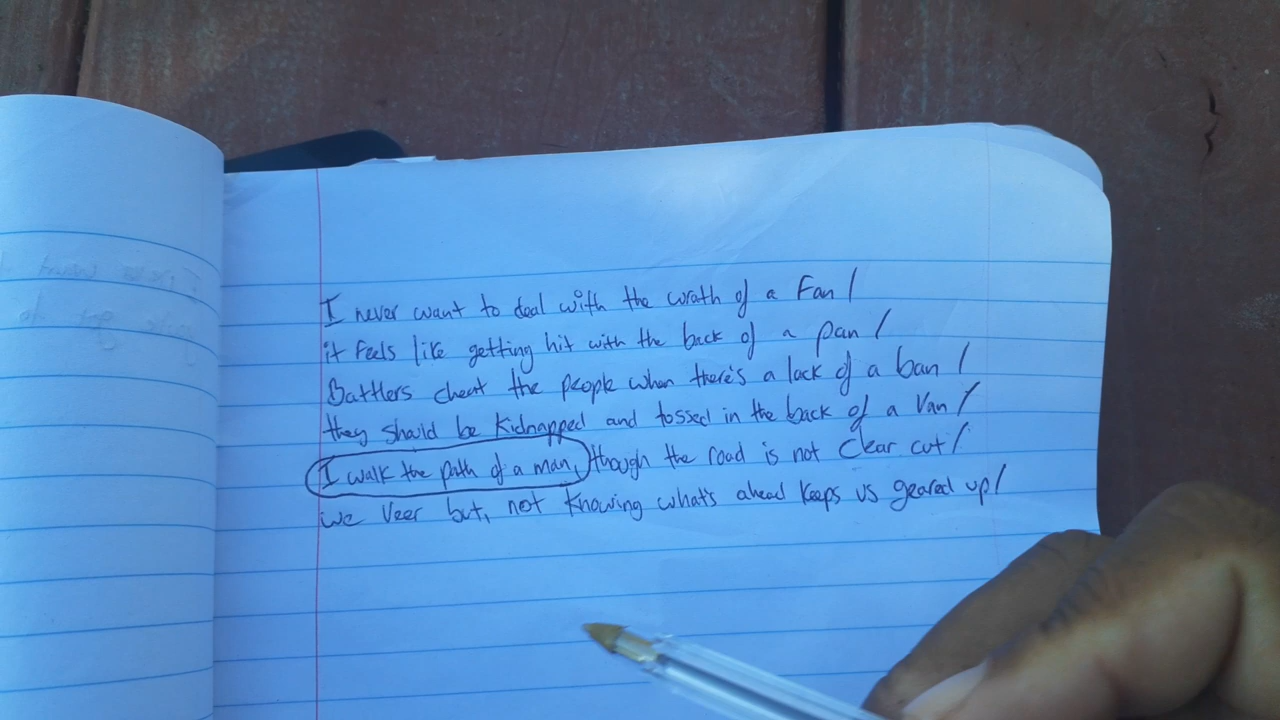 I never want to deal with the wrath of a Fan /
it feels like getting hit with the back of a pan /
Battlers cheat the people when there's a lack of a ban /
they should be kidnapped and tossed in the back of a van /
I walk the path of a man, though the road is not clear cut /
we veer but, not knowing what's ahead keeps us geared up /